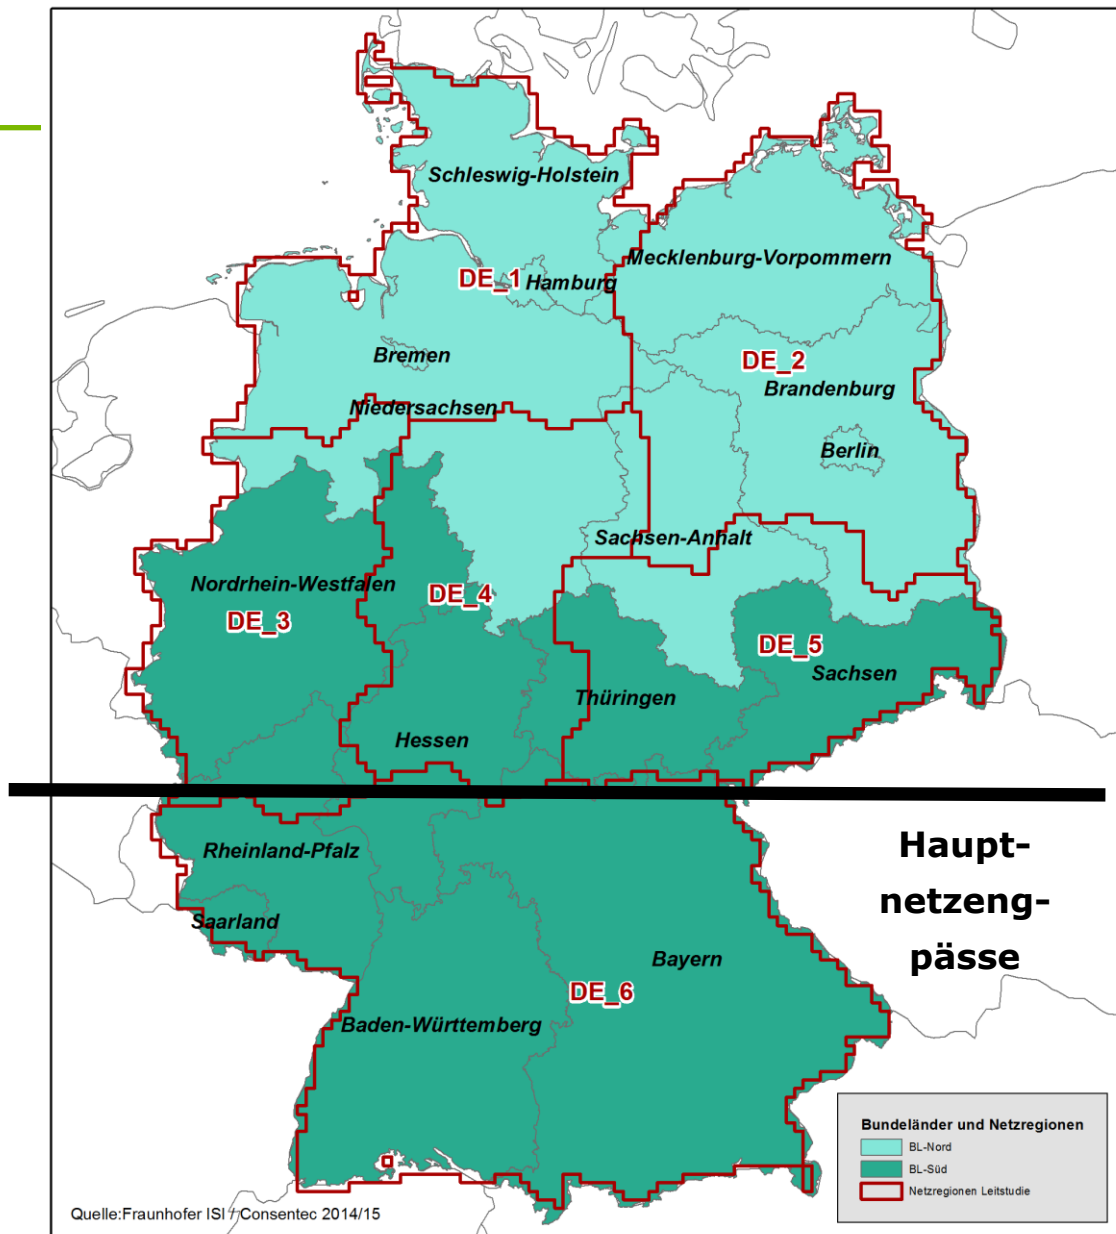 Schleswig-Holstein
Mecklenburg-Vorpommern
DE_1
Hamburg
Bremen
DE_2
Brandenburg
Niedersachsen
Berlin
Sachsen-Anhalt
Nordrhein-Westfalen
DE_4
DE_3
DE_5
Sachsen
Thüringen
Hessen
Rheinland-Pfalz
Haupt-
netzeng-
pässe
Saarland
Bayern
DE_6
Baden-Württemberg
Bundeländer und Netzregionen
BL-Nord
BL-Süd
Netzregionen Leitstudie
Quelle:Fraunhofer ISI / Consentec 2014/15